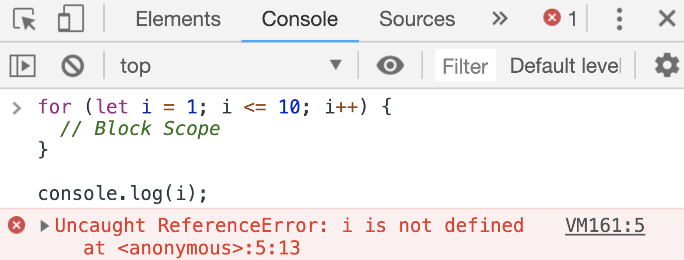 Elements Console Sources 1
top Filter Default leve
for (let i = 1; i <= 10; i++) {
// Block Scope
}
console.log(i);
Uncaught ReferenceError: i is not defined VM161:5
at <anonymous>:5:13